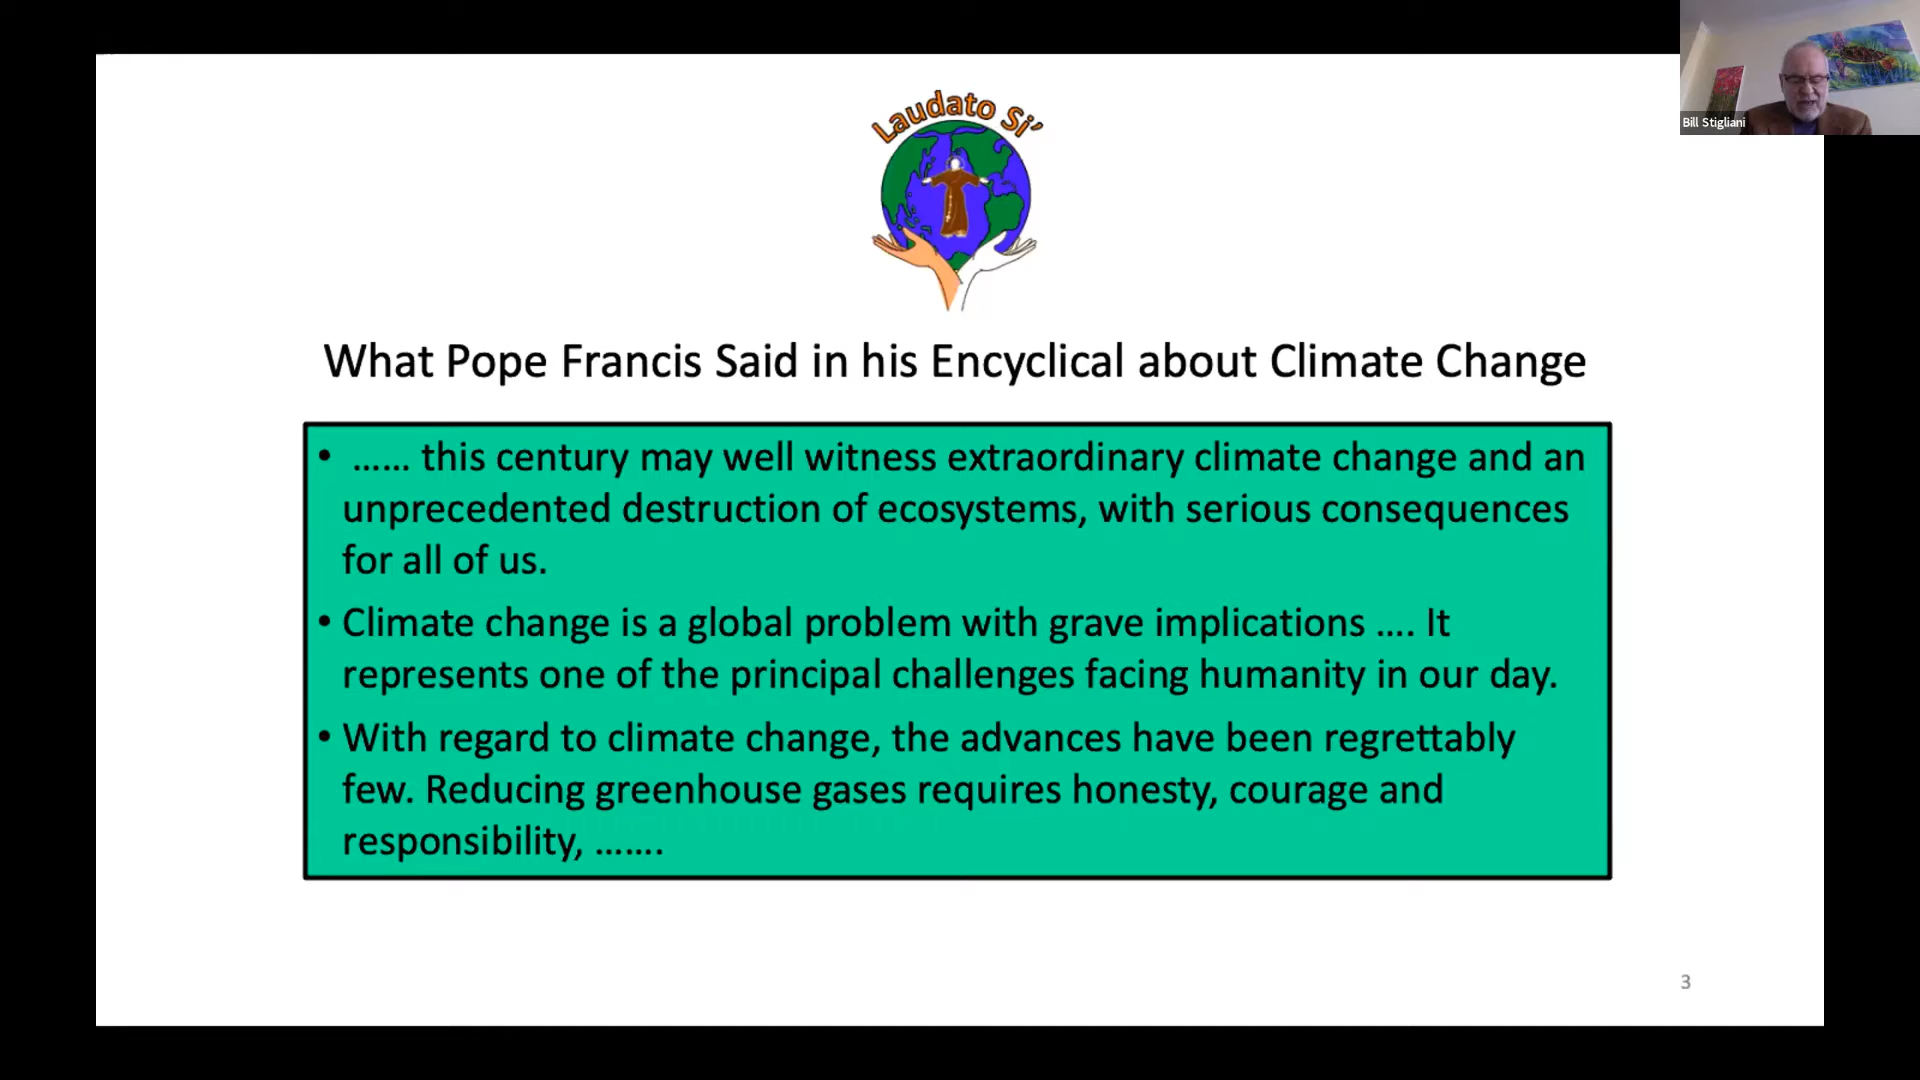 Bill Stigliani
Laudato Si’
What Pope Francis Said in his Encyclical about Climate Change
• …… this century may well witness extraordinary climate change and an
unprecedented destruction of ecosystems, with serious consequences
for all of us.
• Climate change is a global problem with grave implications …. It
represents one of the principal challenges facing humanity in our day.
• With regard to climate change, the advances have been regrettably
few. Reducing greenhouse gases requires honesty, courage and
responsibility, …….
3